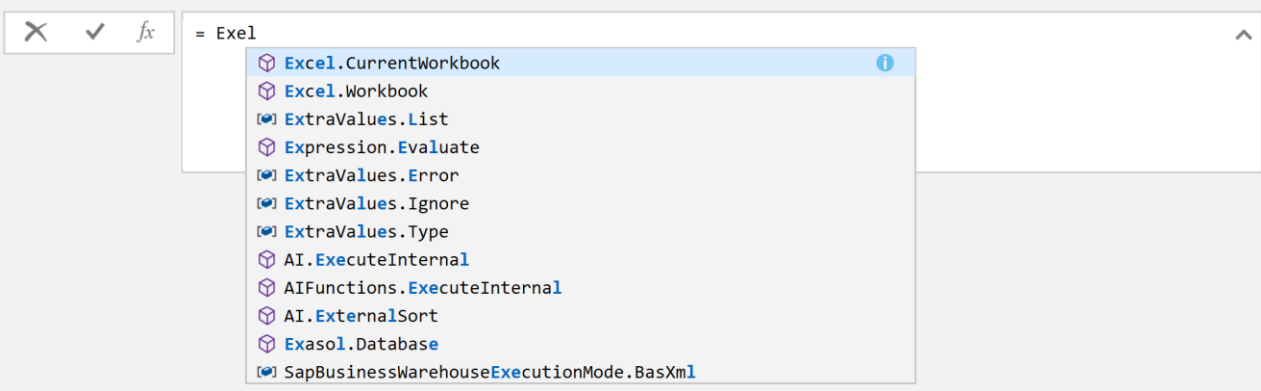 fx
= Exel
Excel.CurrentWorkbook
Excel.Workbook
ExtraValues.List
Expression.Evaluate
ExtraValues.Error
ExtraValues.Ignore
ExtraValues.Type
AI.ExecuteInternal
AIFunctions.ExecuteInternal
AI.ExternalSort
Exasol.Database
SapBusinessWarehouseExecutionMode.BasXml